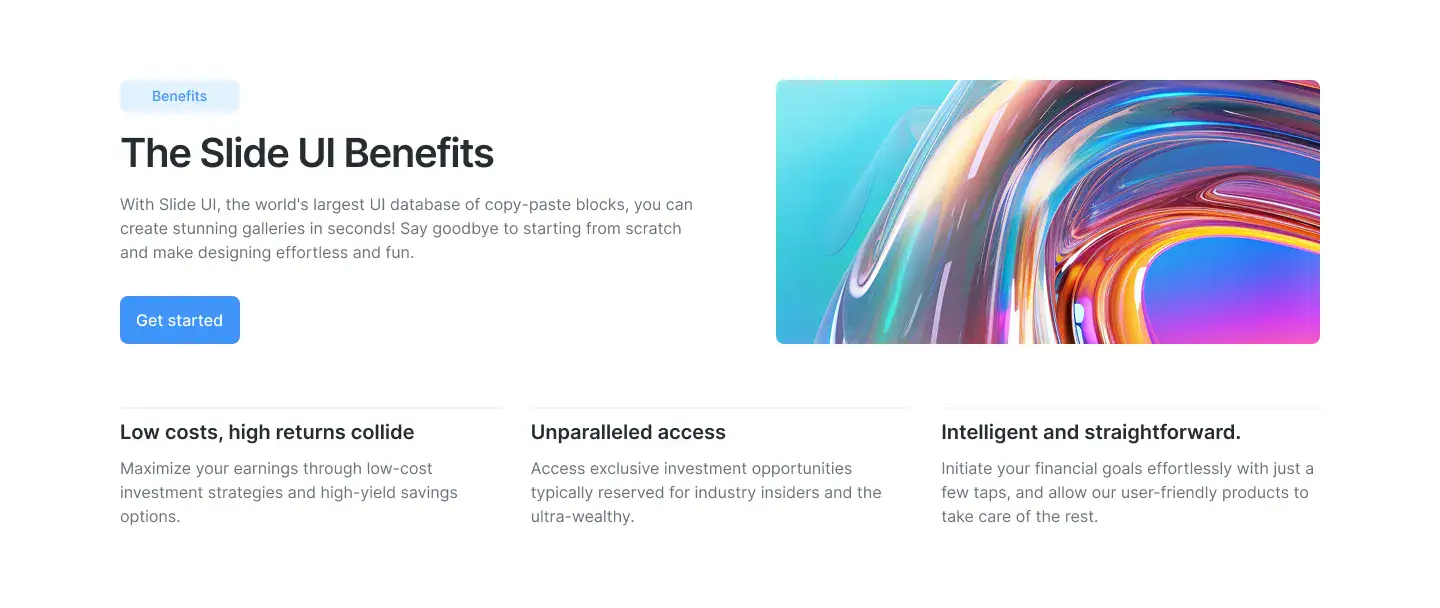 Benefits
The Slide UI Benefits
With Slide UI, the world's largest UI database of copy-paste blocks, you can
create stunning galleries in seconds! Say goodbye to starting from scratch
and make designing effortless and fun.
Get started
Low costs, high returns collide
Maximize your earnings through low-cost
investment strategies and high-yield savings
options.
Unparalleled access
Access exclusive investment opportunities
typically reserved for industry insiders and the
ultra-wealthy.
Intelligent and straightforward.
Initiate your financial goals effortlessly with just a
few taps, and allow our user-friendly products to
take care of the rest.